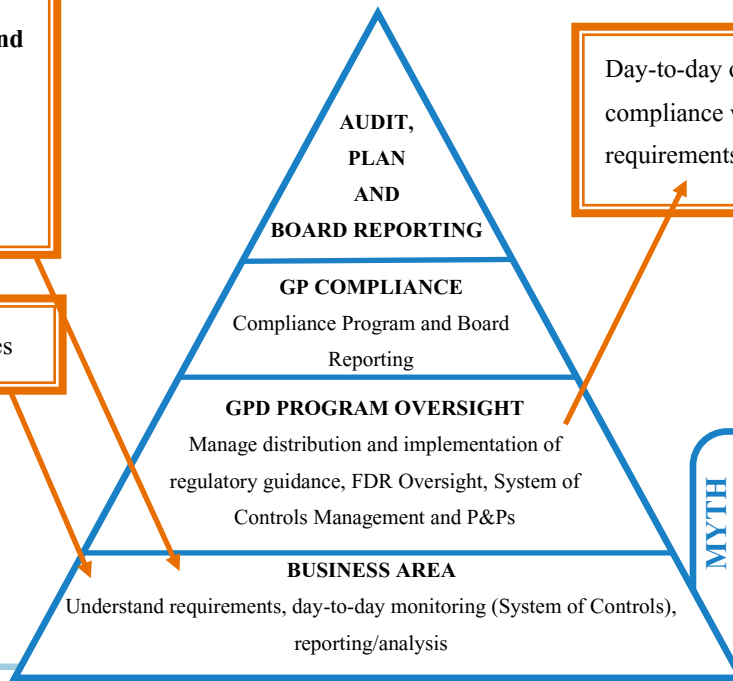 nd
es
AUDIT,
PLAN
AND
BOARD REPORTING
GP COMPLIANCE
Compliance Program and Board
Reporting
GPD PROGRAM OVERSIGHT
Manage distribution and implementation of
regulatory guidance, FDR Oversight, System of
Controls Management and P&Ps
BUSINESS AREA
Understand requirements, day-to-day monitoring (System of Controls),
reporting/analysis
Day-to-day
compliance
requirements
MYTH